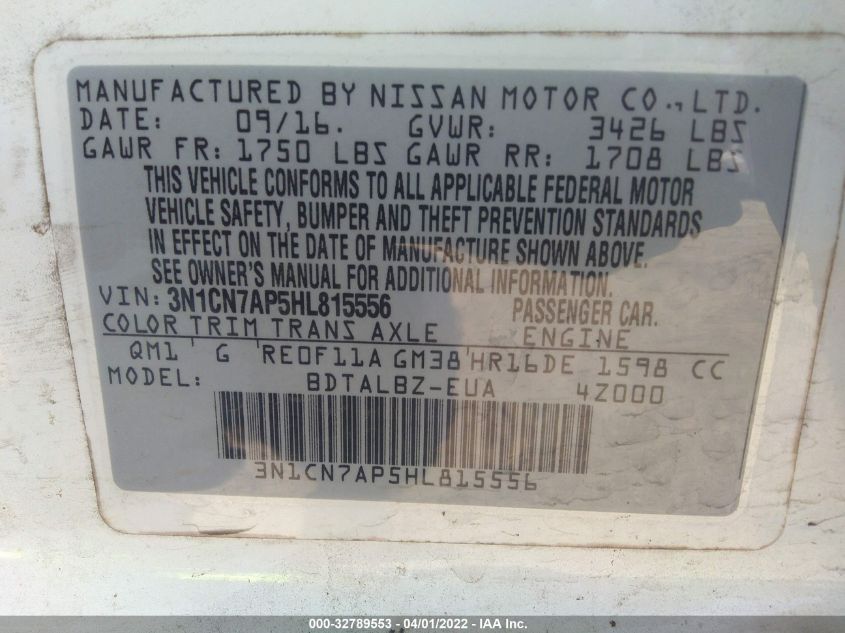 MANUFACTURED BY NISSAN MOTOR CO.,LTD.
DATE: 09/16. GVWR: 3426 LBS
GAWR FR: 1750 LBS GAWR RR: 1708 LBS
THIS VEHICLE CONFORMS TO ALL APPLICABLE FEDERAL MOTOR
VEHICLE SAFETY, BUMPER AND THEFT PREVENTION STANDARDS
IN EFFECT ON THE DATE OF MANUFACTURE SHOWN ABOVE.
SEE OWNER'S MANUAL FOR ADDITIONAL INFORMATION.
VIN: 3N1CN7AP5HL815556 PASSENGER CAR.
COLOR TRIM TRANS AXLE ENGINE
QM1 G RE0F11A GM38 HR16DE 1598 CC
MODEL: BDTALBZ-EUA 4Z000
3N1CN7AP5HL815556
000-32789553 - 04/01/2022 - IAA Inc.